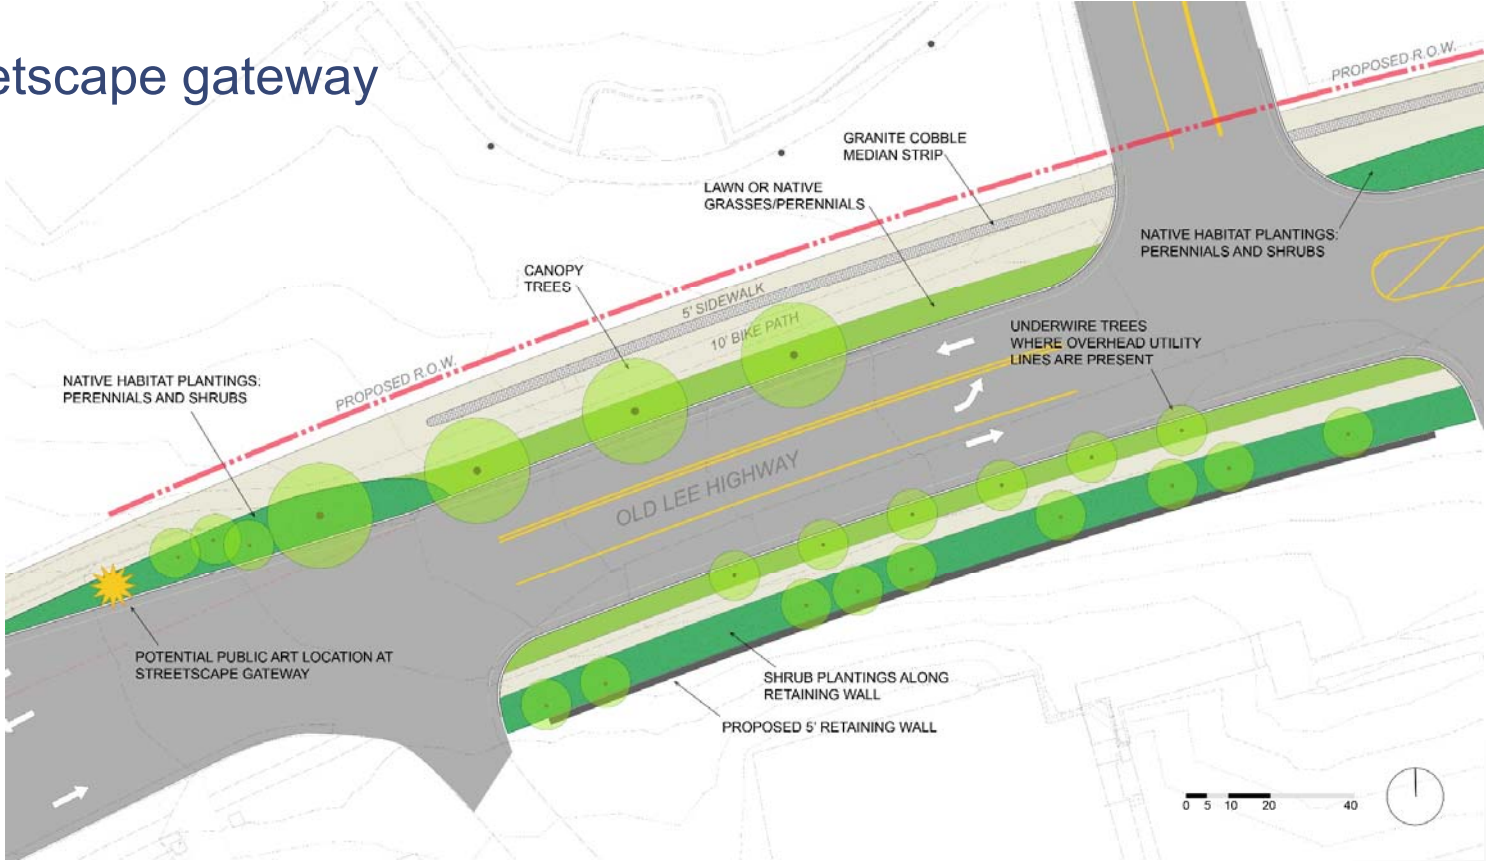 etscape gateway
PROPOSED R.O.W.
GRANITE COBBLE
MEDIAN STRIP
LAWN OR NATIVE
GRASSES/PERENNIALS
NATIVE HABITAT PLANTINGS:
PERENNIALS AND SHRUBS
CANOPY
TREES
5' SIDEWALK
10' BIKE PATH
UNDERWIRE TREES
WHERE OVERHEAD UTILITY
LINES ARE PRESENT
PROPOSED R.O.W.
NATIVE HABITAT PLANTINGS:
PERENNIALS AND SHRUBS
OLD LEE HIGHWAY
POTENTIAL PUBLIC ART LOCATION AT
STREETSCAPE GATEWAY
SHRUB PLANTINGS ALONG
RETAINING WALL
PROPOSED 5' RETAINING WALL
0 5 10 20 40